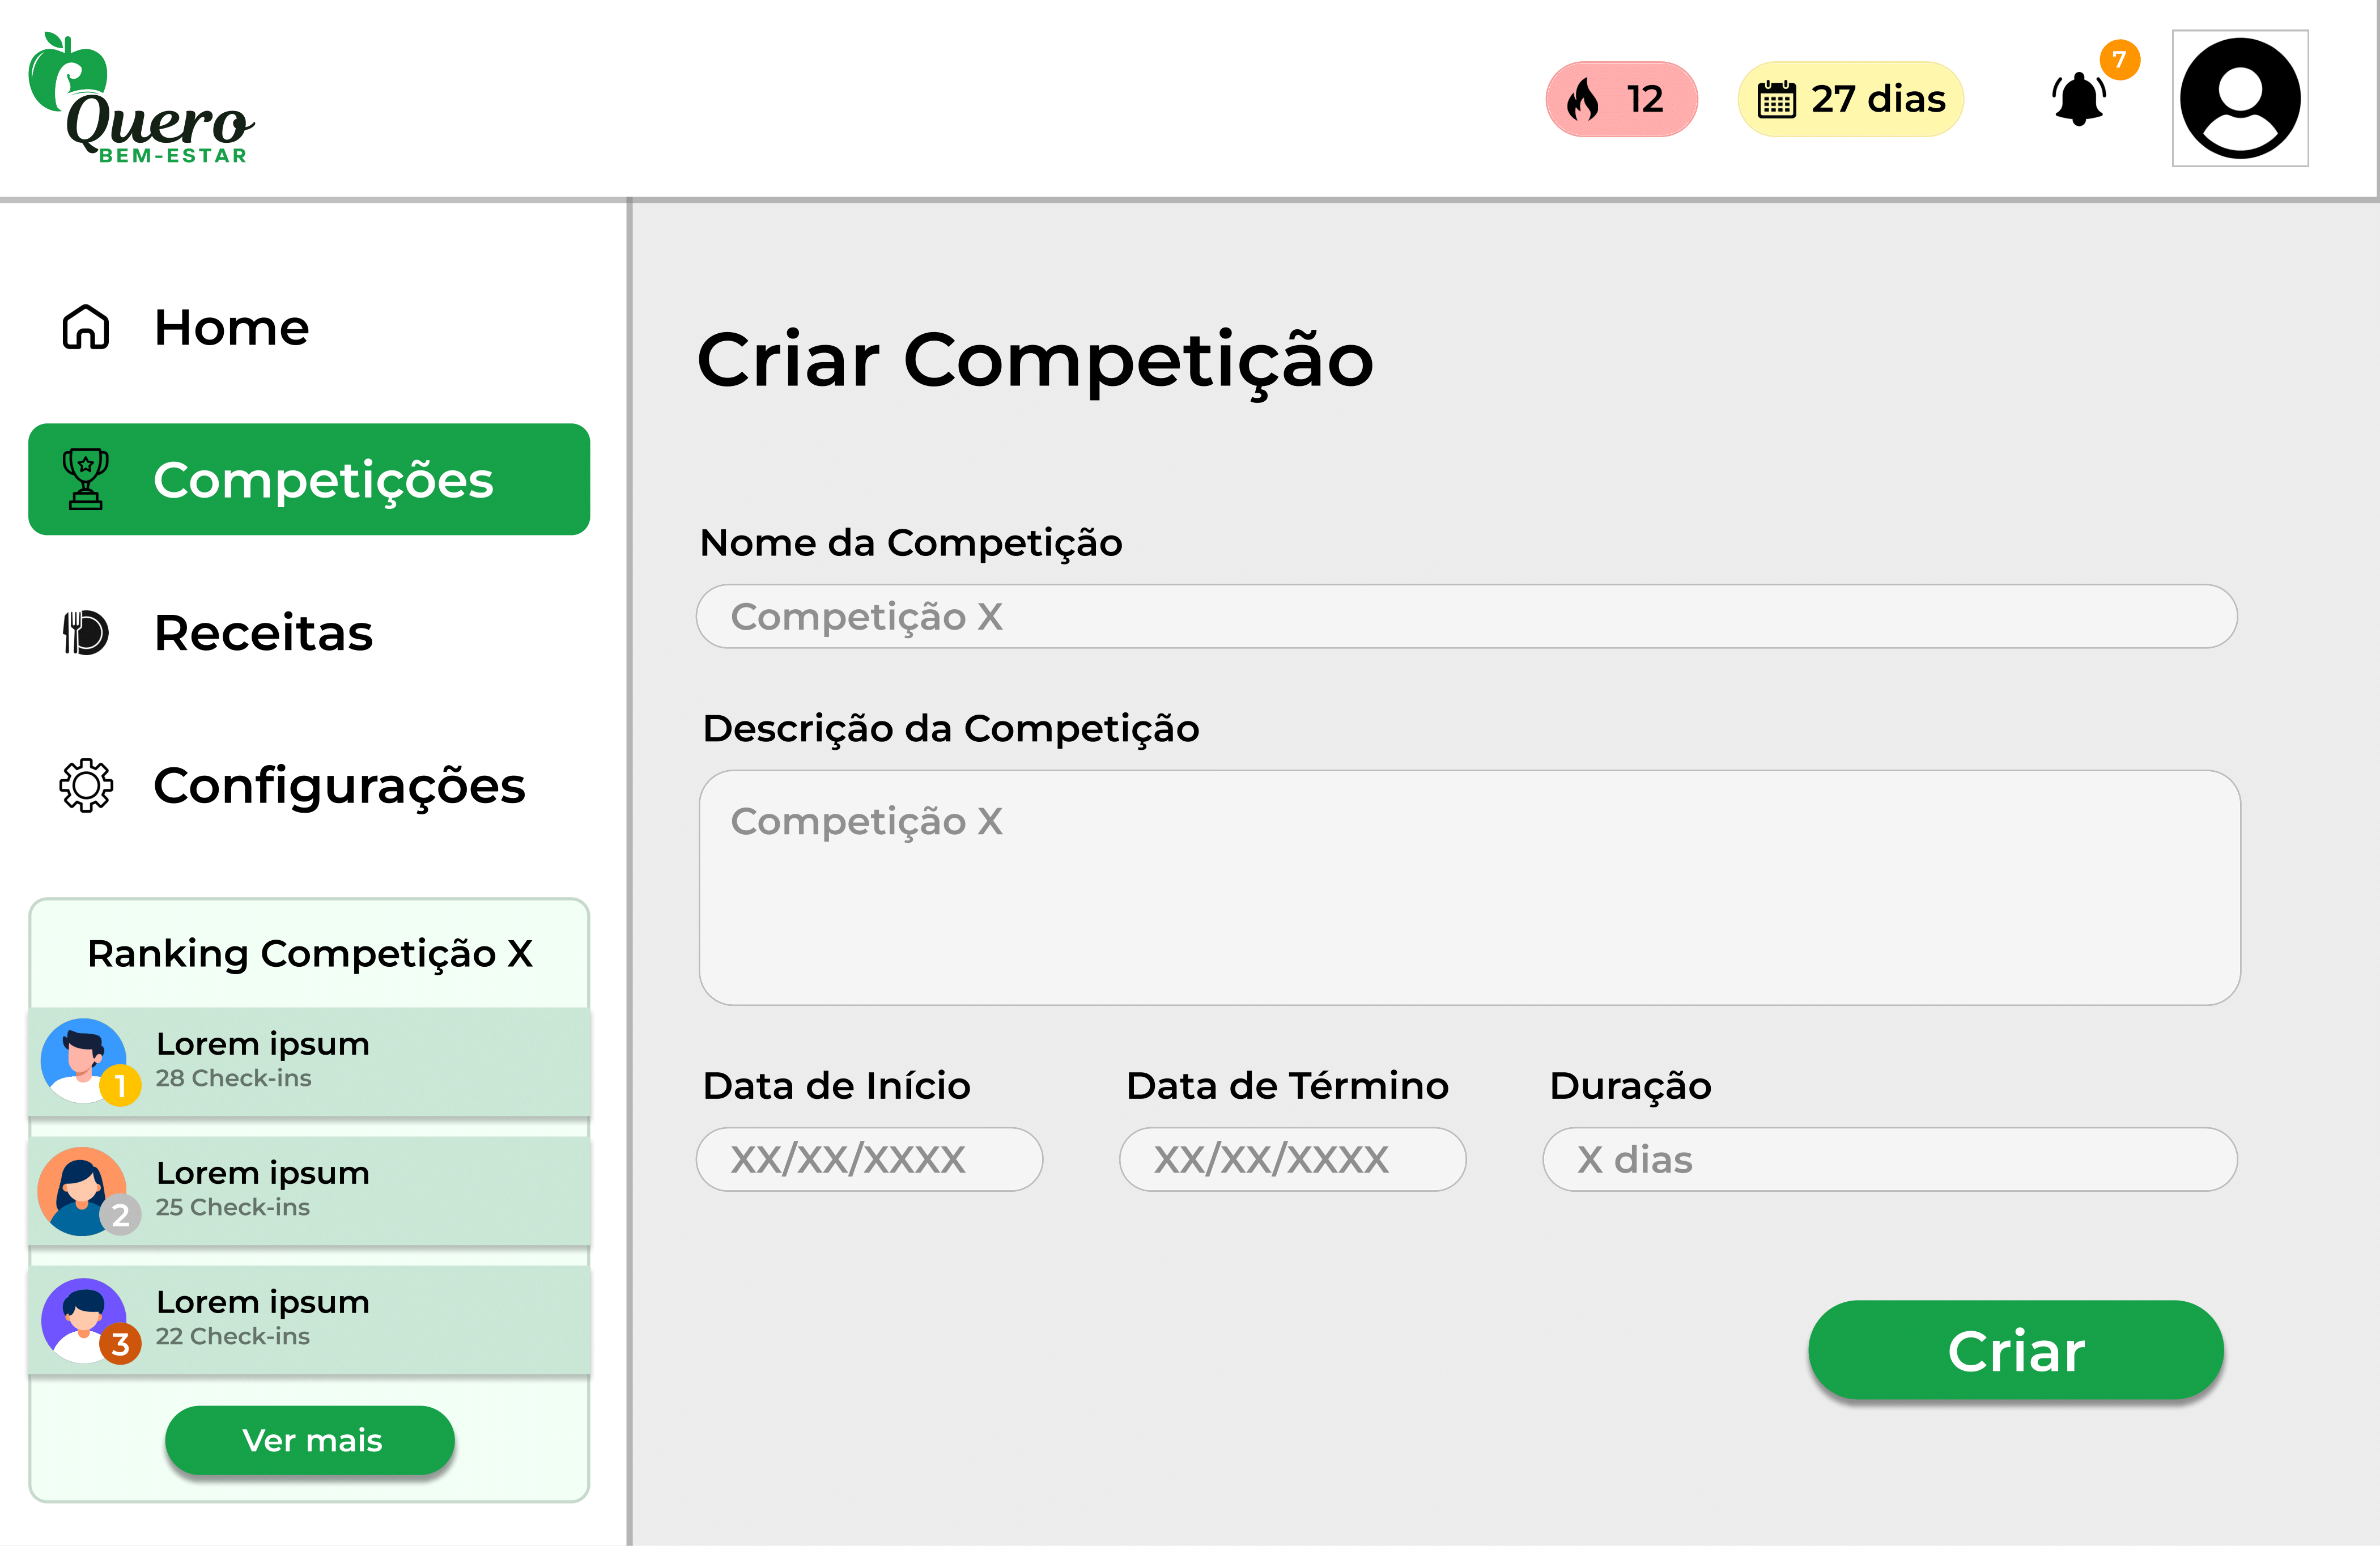 Quero
BEM-ESTAR
12
27 dias
7
Home
Competições
Receitas
Configurações
Ranking Competição X
Lorem ipsum
28 Check-ins
1
Lorem ipsum
25 Check-ins
2
Lorem ipsum
22 Check-ins
3
Ver mais
Criar Competição
Nome da Competição
Competição X
Descrição da Competição
Competição X
Data de Início
XX/XX/XXXX
Data de Término
XX/XX/XXXX
Duração
X dias
Criar